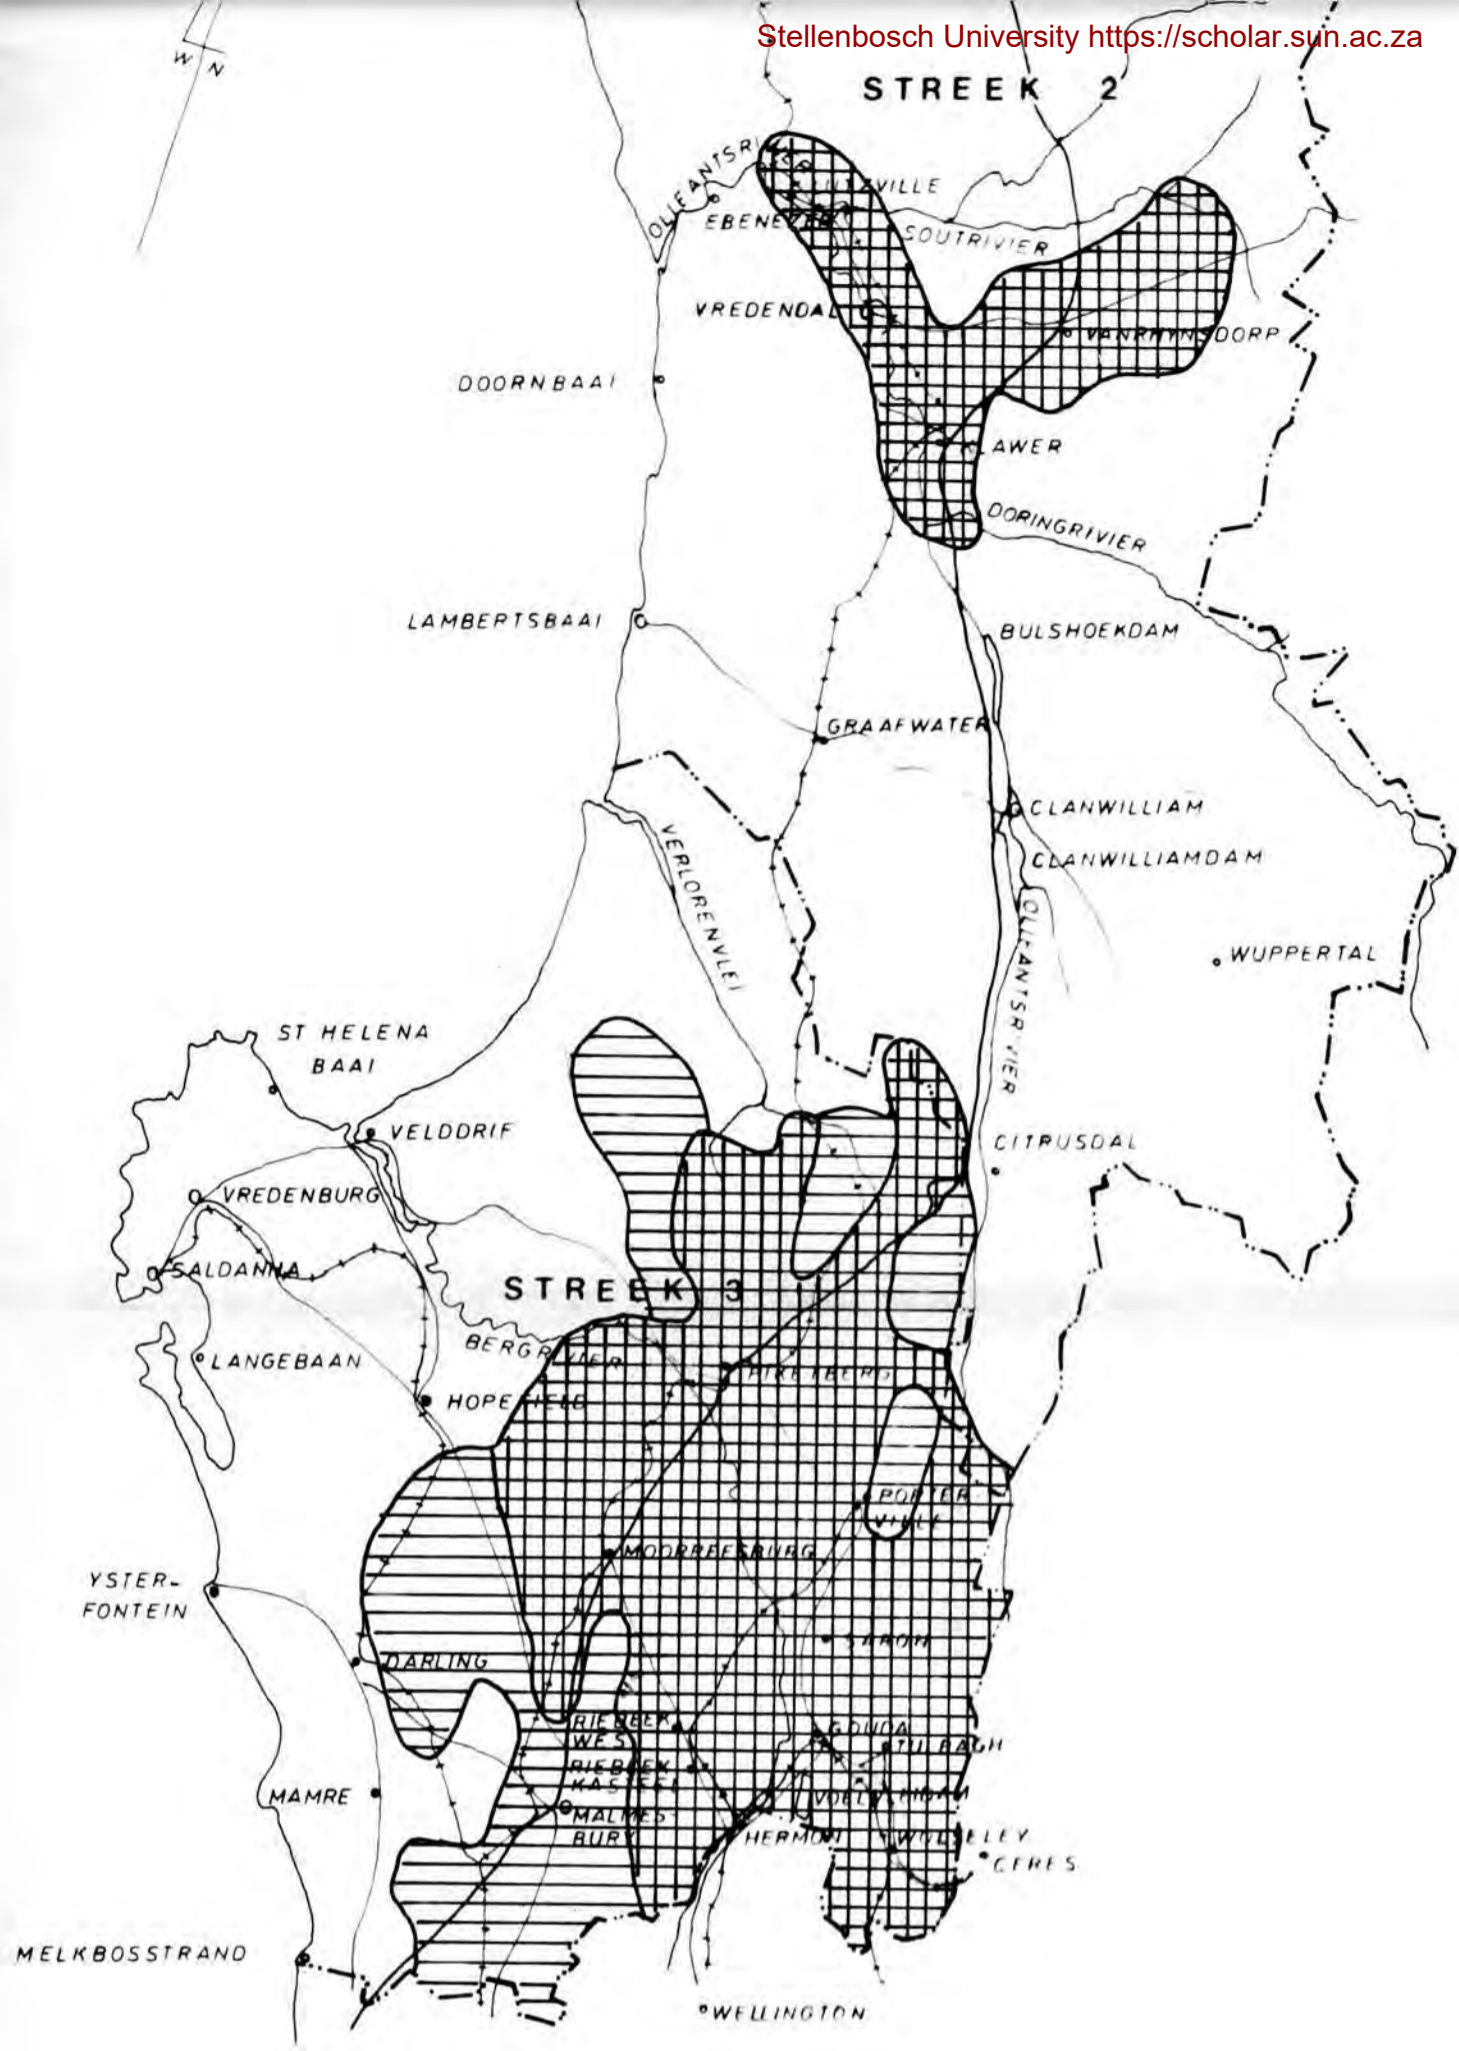 Stellenbosch University https://scholar.sun.ac.za
W N
STREEK 2
OLIFANTSRIVIER
LUTZVILLE
EBENEZER
SOUTRIVIER
VREDENDAL
VANRHYNSDORP
DOORNBAAI
KLAWER
DORINGRIVIER
LAMBERTSBAAI
BULSHOEKDAM
GRAAFWATER
CLANWILLIAM
CLANWILLIAMDAM
VERLORENVLEI
OLIFANTSRIVIER
WUPPERTAL
ST HELENA
BAAI
VELDDRIF
CITRUSDAL
VREDENBURG
SALDANHA
STREEK 3
BERGRIVIER
LANGEBAAN
PIKETBERG
HOPEFIELD
PORTER-
VILLE
MOORREESBURG
YSTER-
FONTEIN
SARON
DARLING
RIEBEEK
WES
GOUDA
TULBAGH
RIEBEEK
KASTEEL
MAMRE
VOELVLEIDAM
MALMES-
BURY
HERMON
WOLSELEY
CERES
MELKBOSSTRAND
WELLINGTON